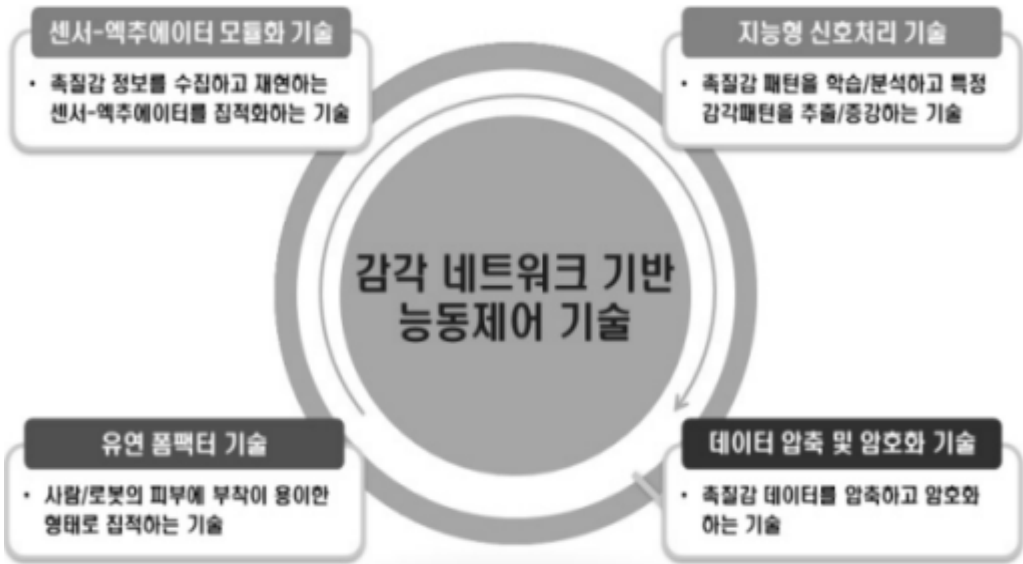 센서-엑추에이터 모듈화 기술
• 촉질감 정보를 수집하고 재현하는
센서-엑추에이터를 집적화하는 기술
지능형 신호처리 기술
• 촉질감 패턴을 학습/분석하고 특정
감각패턴을 추출/증강하는 기술
감각 네트워크 기반
능동제어 기술
유연 폼팩터 기술
• 사람/로봇의 피부에 부착이 용이한
형태로 집적하는 기술
데이터 압축 및 암호화 기술
• 촉질감 데이터를 압축하고 암호화
하는 기술